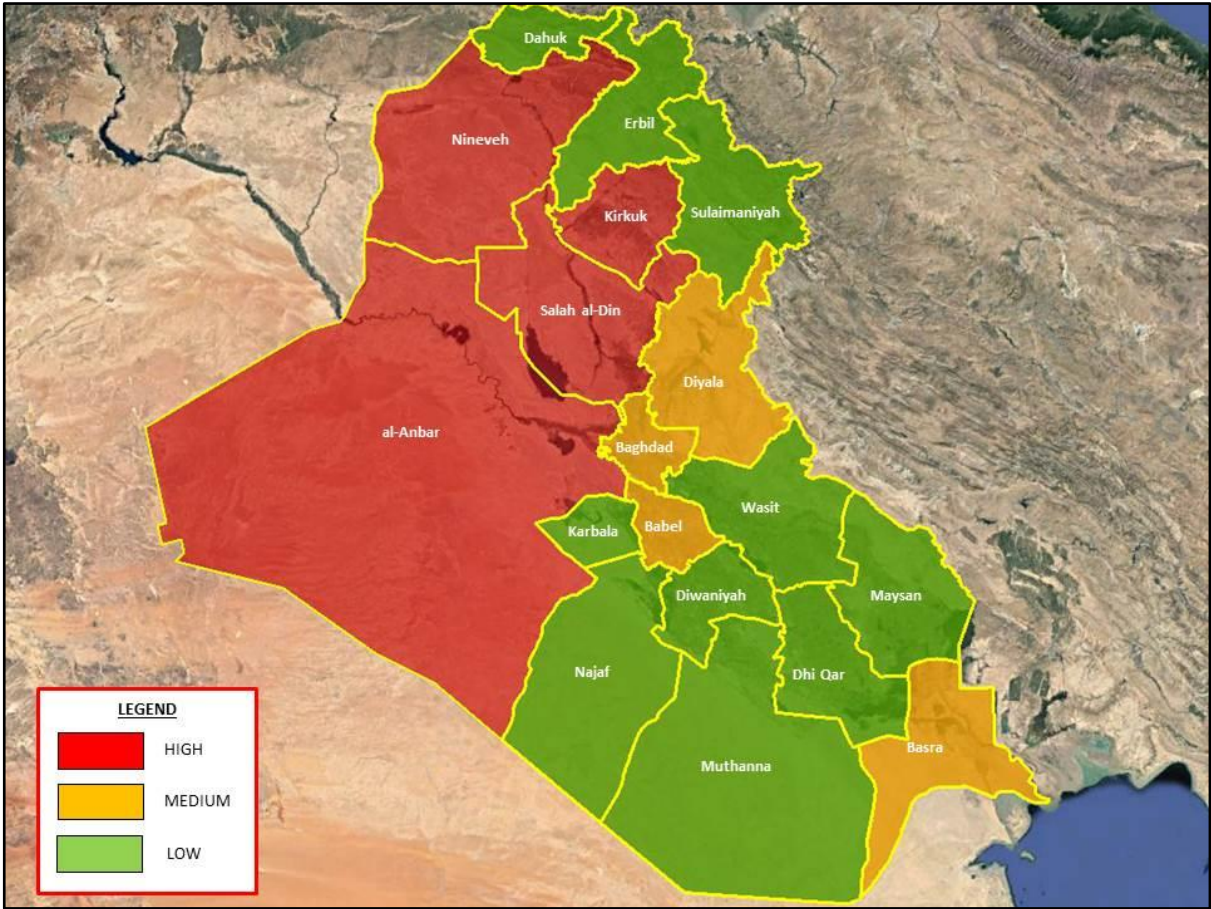 Dahuk
Erbil
Nineveh
Kirkuk
Sulaimaniyah
Salah al-Din
Diyala
al-Anbar
Baghdad
Wasit
Karbala
Babel
Diwaniyah
Maysan
Najaf
Dhi Qar
Basra
Muthanna
LEGEND
HIGH
MEDIUM
LOW